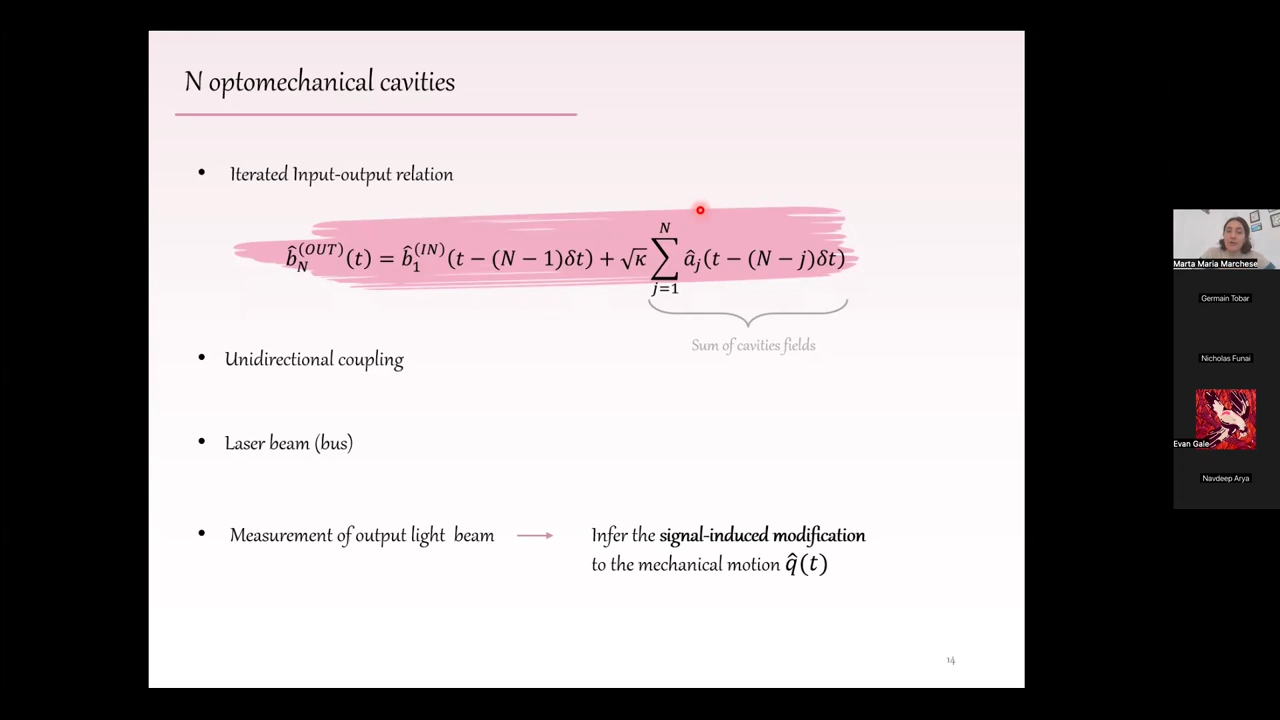 N optomechanical cavities
• Iterated Input-output relation
b̂_N^(OUT)(t) = b̂_1^(IN)(t − (N − 1)δt) + √κ ∑_{j=1}^{N} â_j(t − (N − j)δt)
Sum of cavities fields
• Unidirectional coupling
• Laser beam (bus)
• Measurement of output light beam → Infer the signal-induced modification
to the mechanical motion q̂(t)
14
Marta Maria Marchese
Germain Tobar
Nicholas Funai
Evan Gale
Navdeep Arya